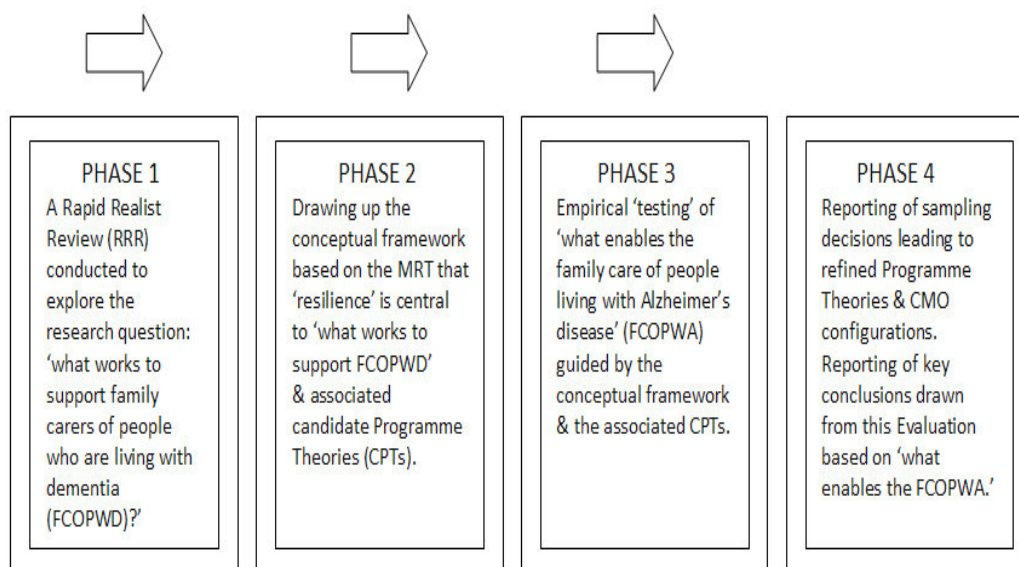 PHASE 1
A Rapid Realist
Review (RRR)
conducted to
explore the
research question:
‘what works to
support family
carers of people
who are living with
dementia
(FCOPWD)?’
PHASE 2
Drawing up the
conceptual framework
based on the MRT that
‘resilience’ is central
to ‘what works to
support FCOPWD’
& associated
candidate Programme
Theories (CPTs).
PHASE 3
Empirical ‘testing’ of
‘what enables the
family care of people
living with Alzheimer’s
disease’ (FCOPWA)
guided by the
conceptual framework
& the associated CPTs.
PHASE 4
Reporting of sampling
decisions leading to
refined Programme
Theories & CMO
configurations.
Reporting of key
conclusions drawn
from this Evaluation
based on ‘what
enables the FCOPWA.’